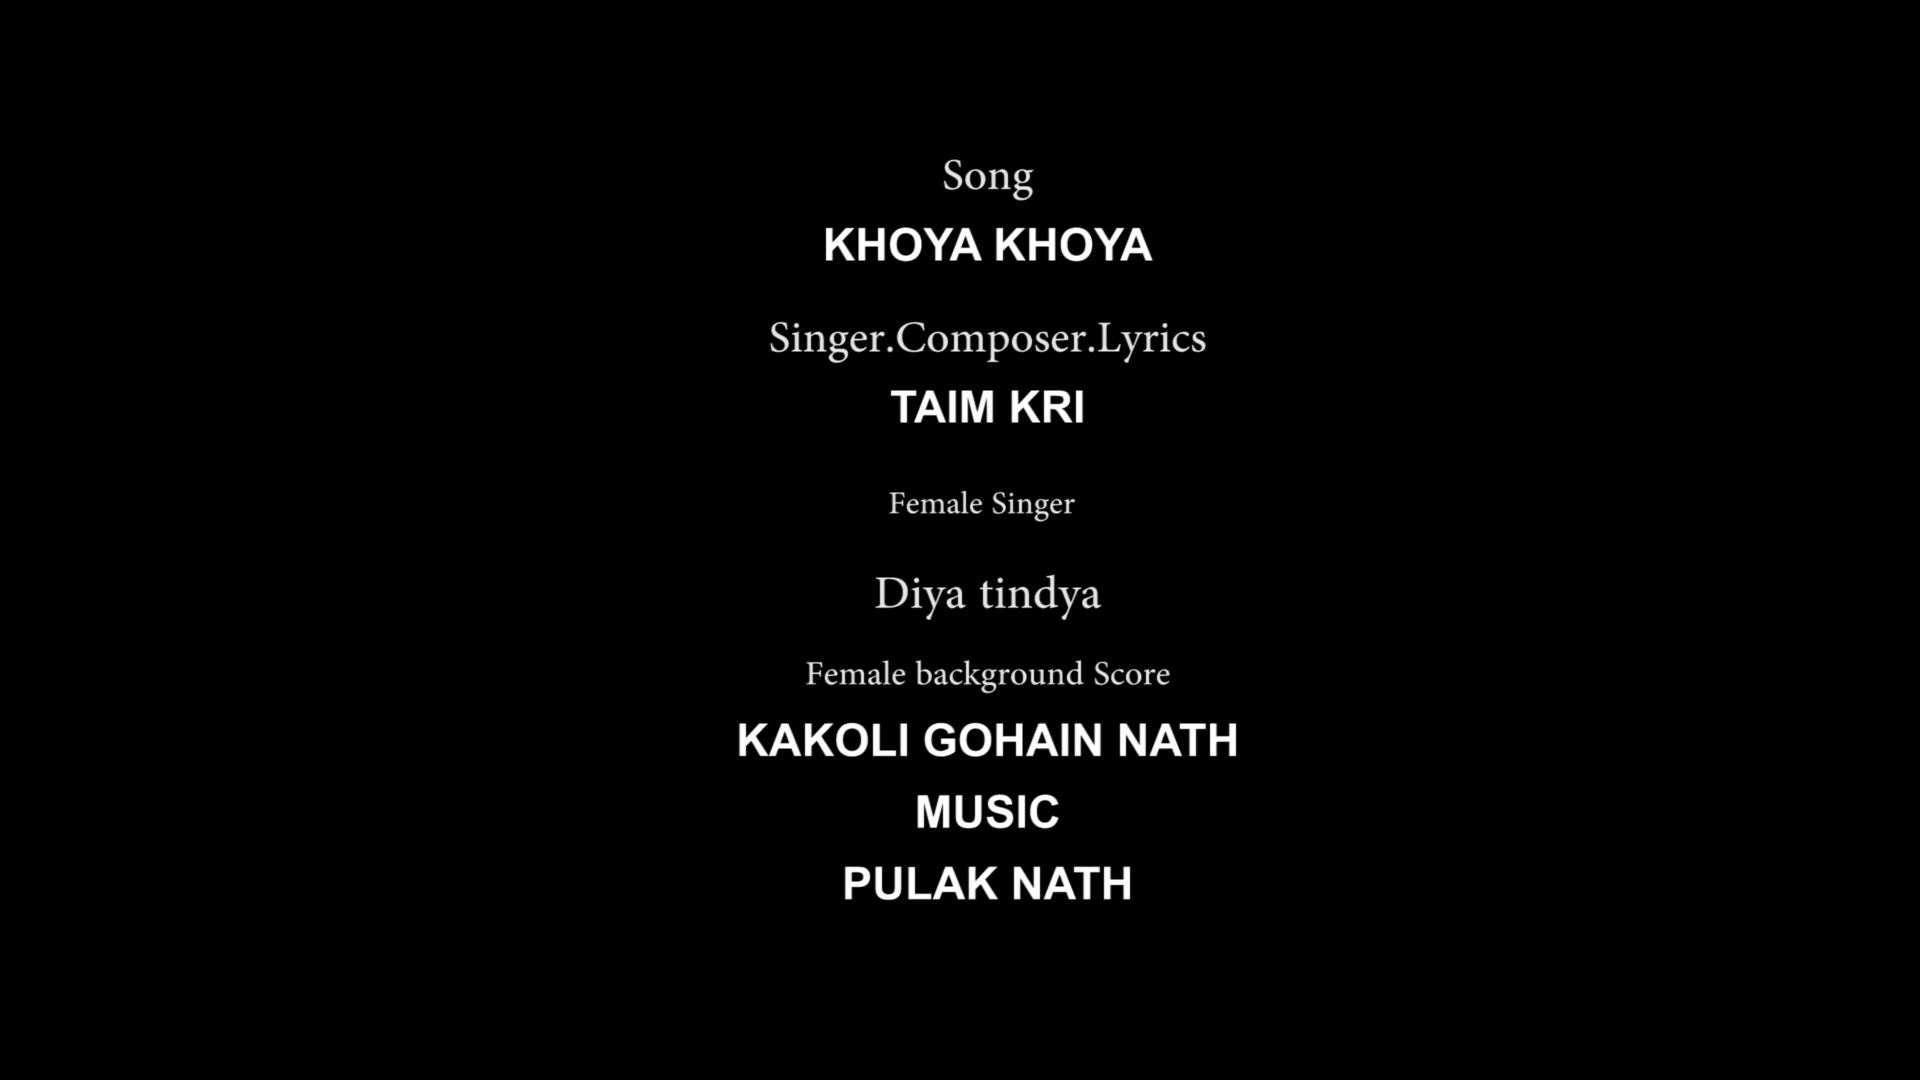 Song
KHOYA KHOYA
Singer.Composer.Lyrics
TAIM KRI
Female Singer
Diya tindya
Female background Score
KAKOLI GOHAIN NATH
MUSIC
PULAK NATH